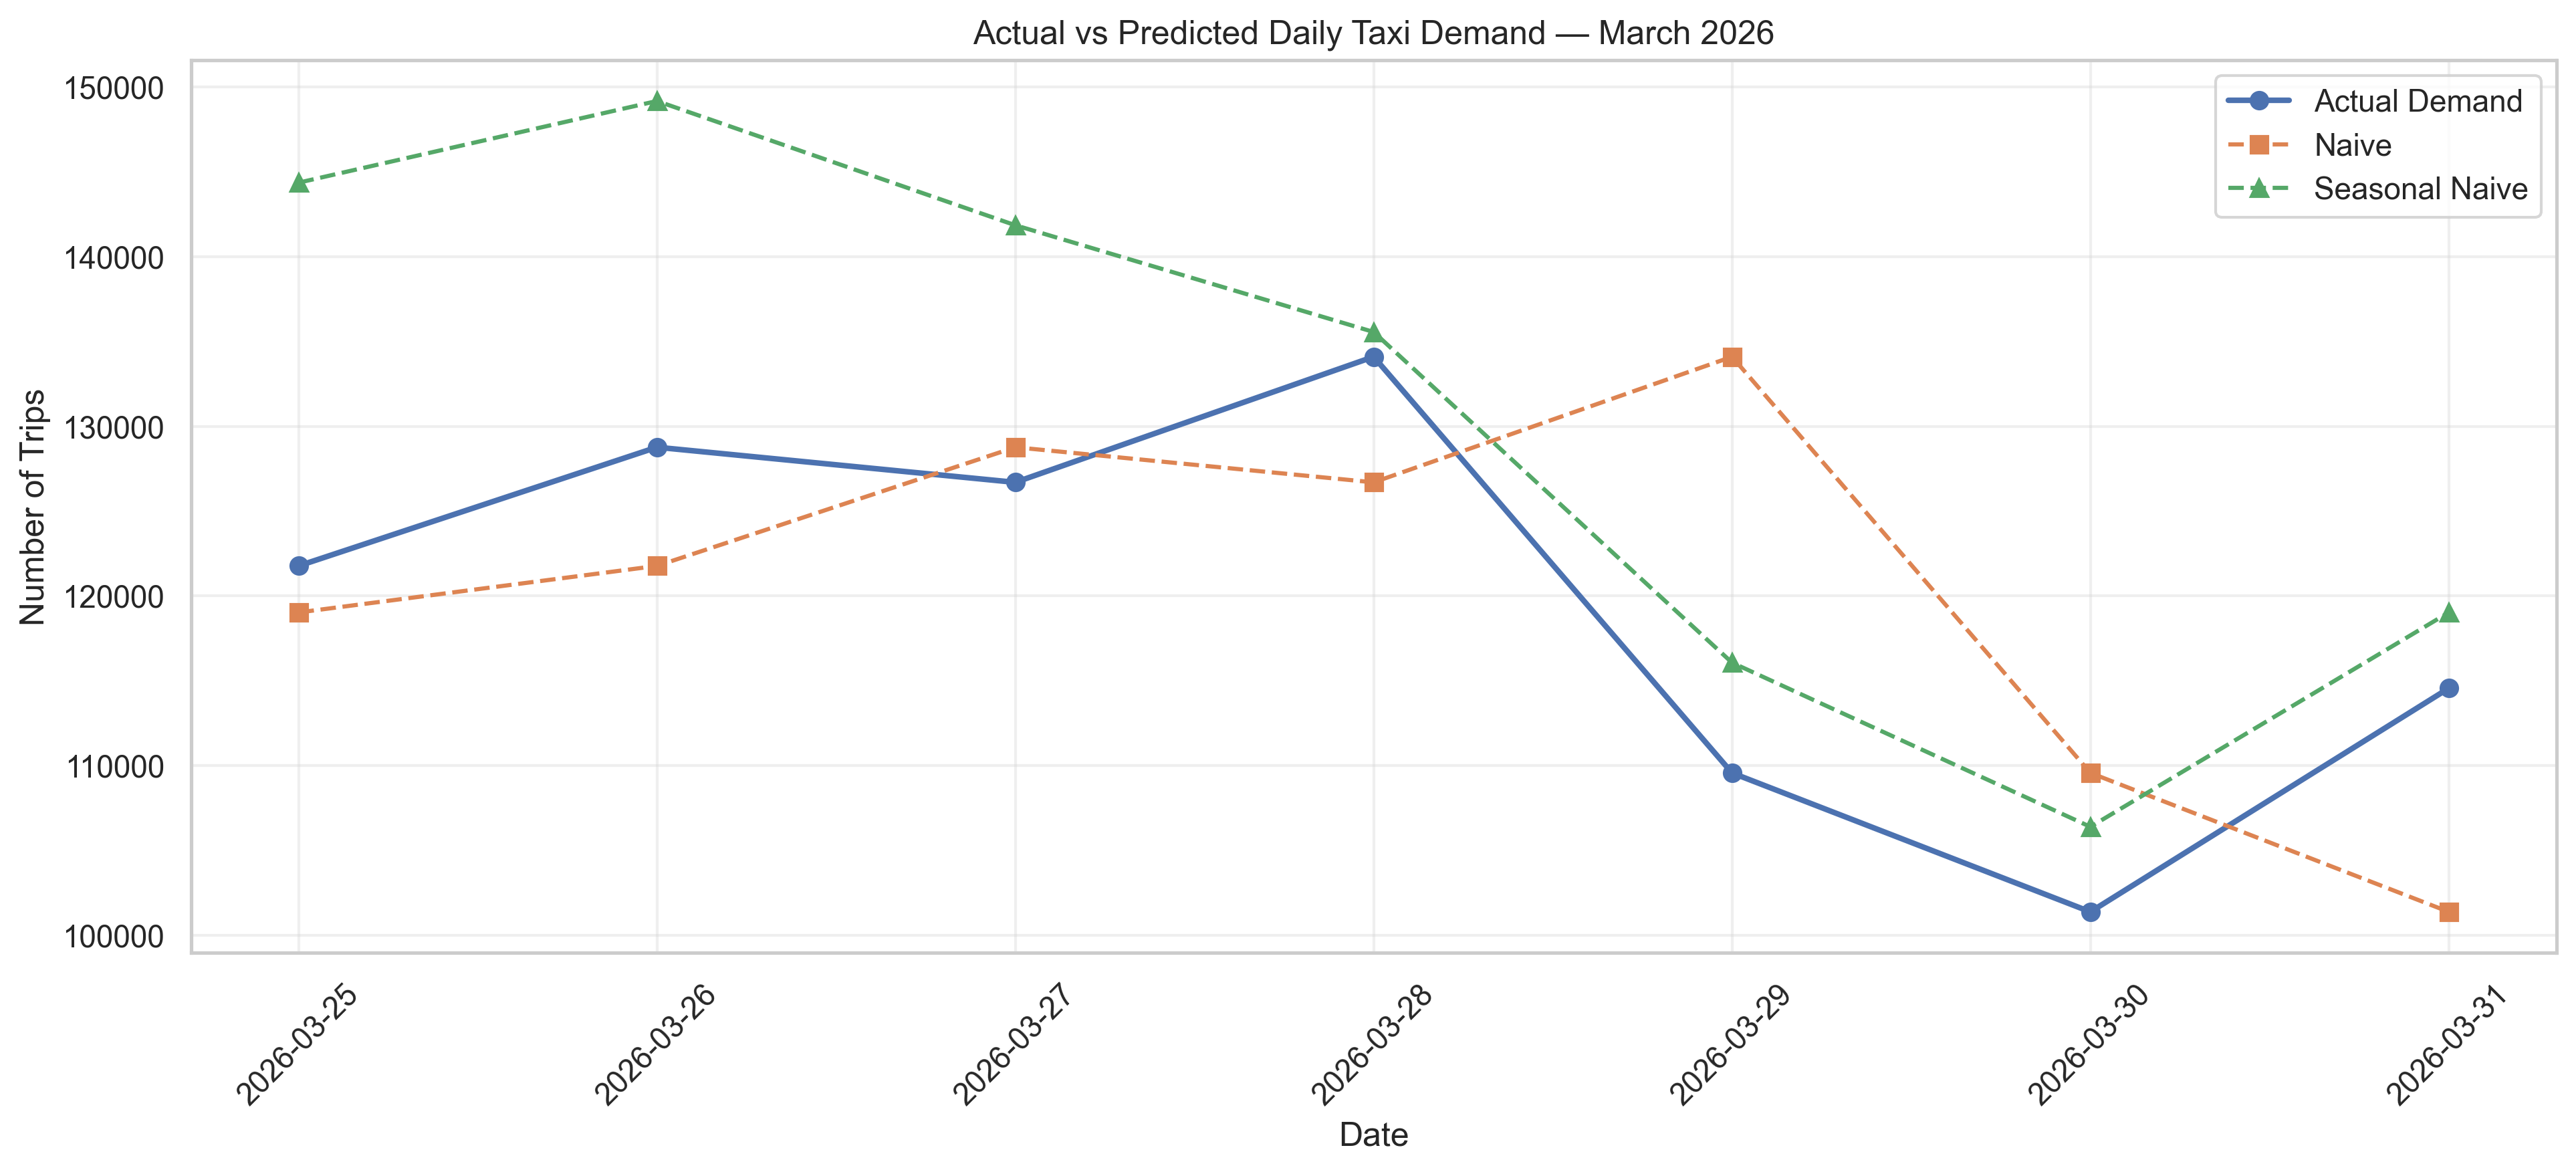 Actual vs Predicted Daily Taxi Demand — March 2026
150000
140000
130000
120000
110000
100000
Number of Trips
Actual Demand
Naive
Seasonal Naive
2026-03-25
2026-03-26
2026-03-27
2026-03-28
2026-03-29
2026-03-30
2026-03-31
Date